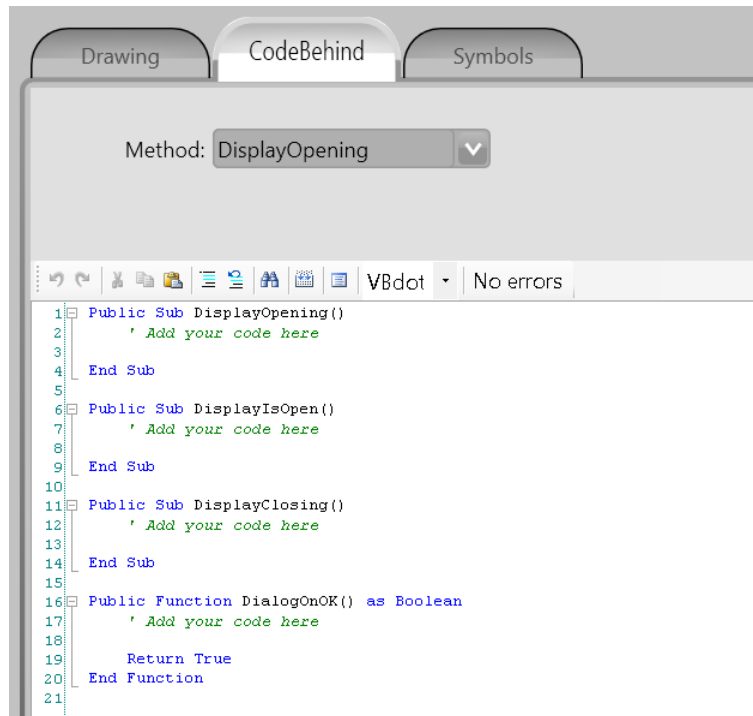 Drawing CodeBehind Symbols
Method: DisplayOpening
VBdot No errors
1 Public Sub DisplayOpening()
2 ' Add your code here
3
4 End Sub
5
6 Public Sub DisplayIsOpen()
7 ' Add your code here
8
9 End Sub
10
11 Public Sub DisplayClosing()
12 ' Add your code here
13
14 End Sub
15
16 Public Function DialogOnOK() as Boolean
17 ' Add your code here
18
19 Return True
20 End Function
21